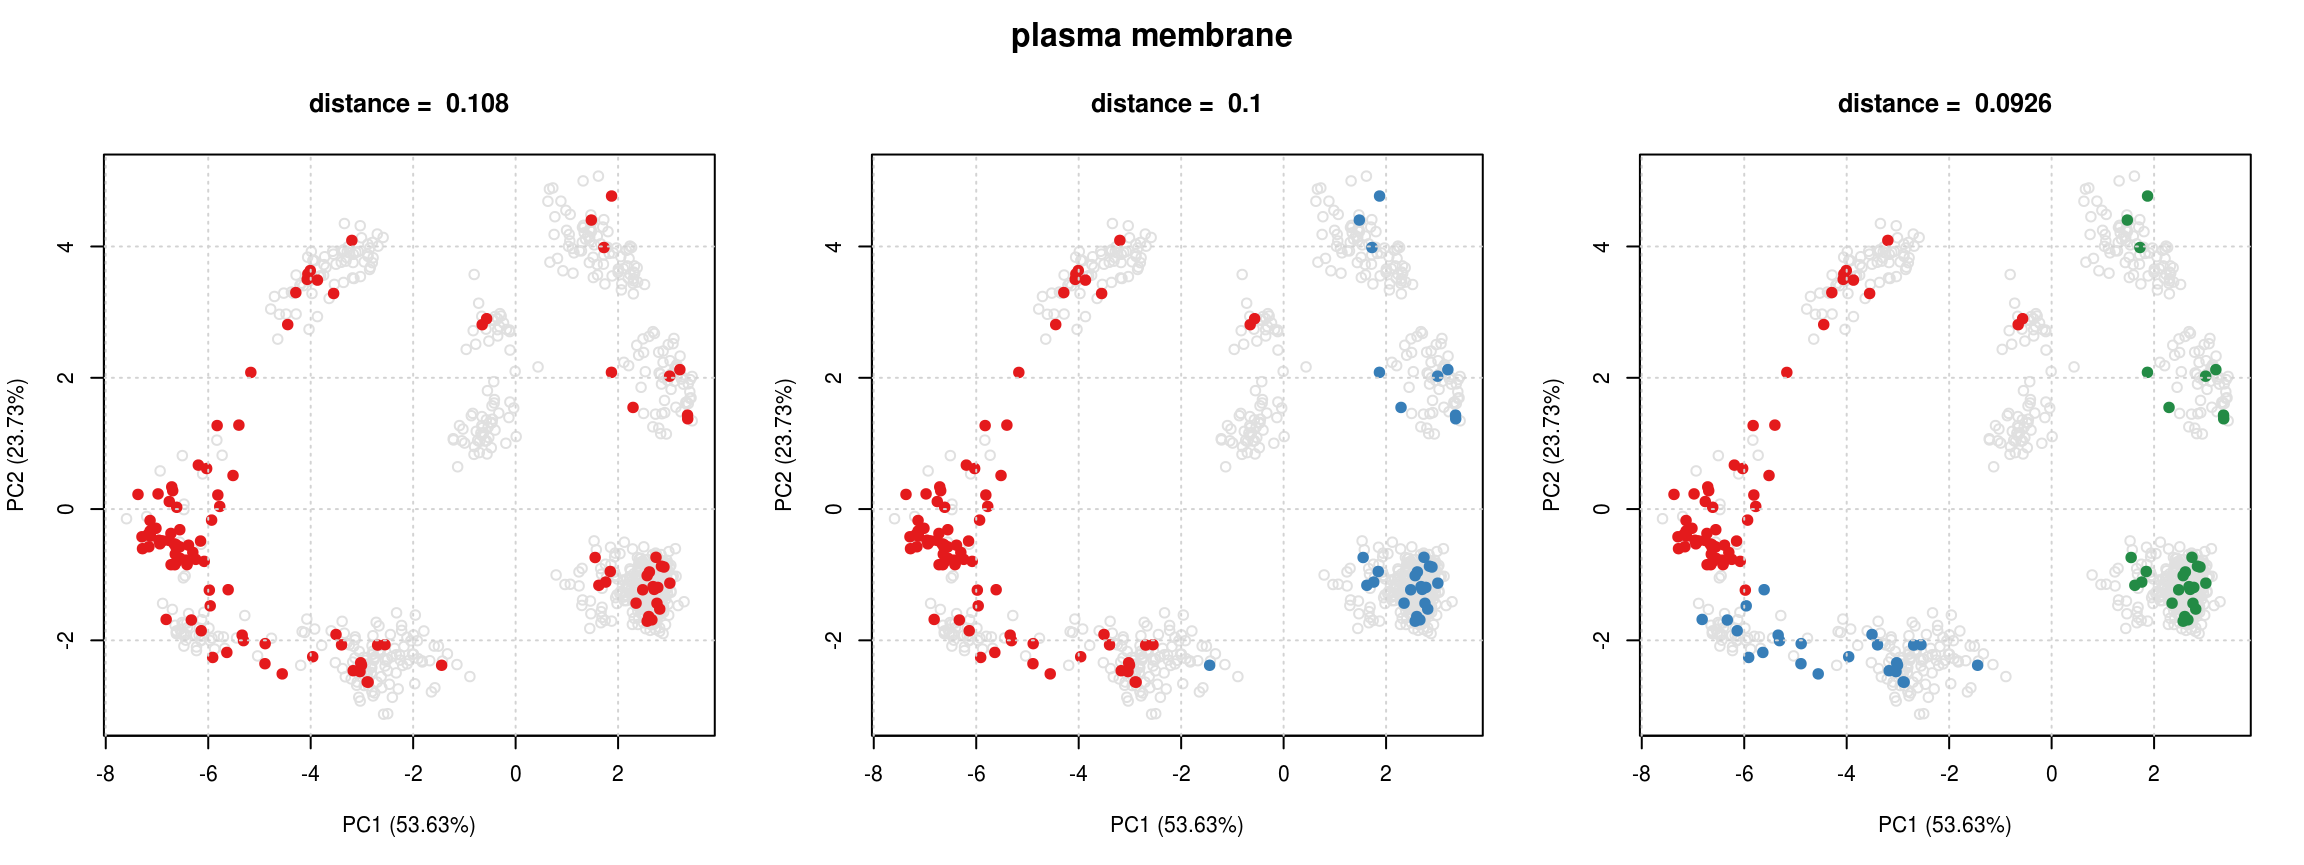 plasma membrane
distance = 0.108
distance = 0.1
distance = 0.0926
PC2 (23.73%)
4
2
0
-2
-8 -6 -4 -2 0 2
PC1 (53.63%)
PC2 (23.73%)
4
2
0
-2
-8 -6 -4 -2 0 2
PC1 (53.63%)
PC2 (23.73%)
4
2
0
-2
-8 -6 -4 -2 0 2
PC1 (53.63%)